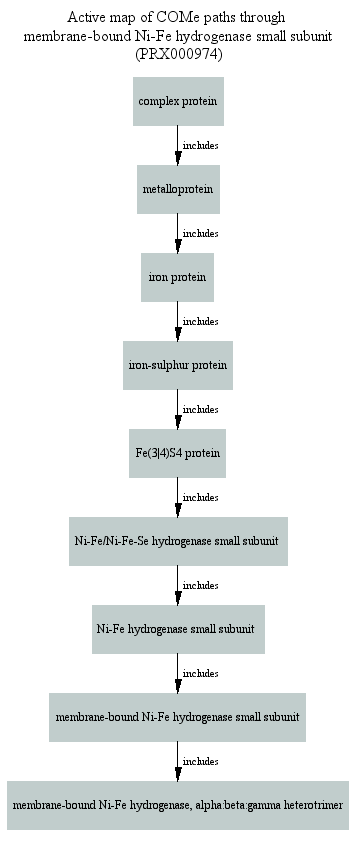 Active map of COMe paths through
membrane-bound Ni-Fe hydrogenase small subunit
(PRX000974)
complex protein
includes
metalloprotein
includes
iron protein
includes
iron-sulphur protein
includes
Fe(3|4)S4 protein
includes
Ni-Fe/Ni-Fe-Se hydrogenase small subunit
includes
Ni-Fe hydrogenase small subunit
includes
membrane-bound Ni-Fe hydrogenase small subunit
includes
membrane-bound Ni-Fe hydrogenase, alpha:beta:gamma heterotrimer